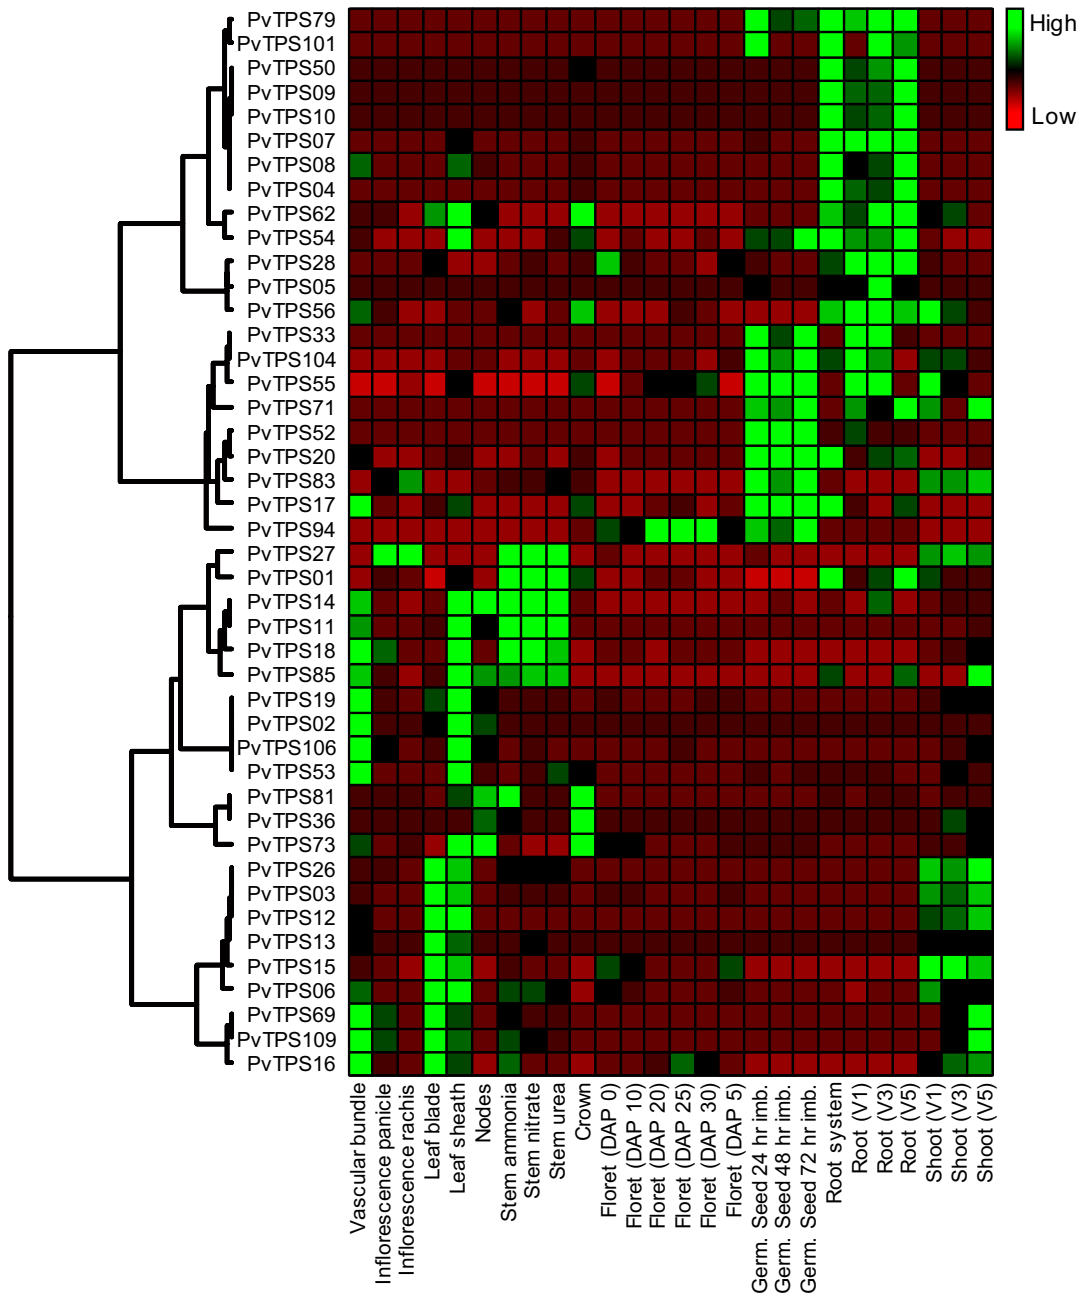 PvTPS79
PvTPS101
PvTPS50
PvTPS09
PvTPS10
PvTPS07
PvTPS08
PvTPS04
PvTPS62
PvTPS54
PvTPS28
PvTPS05
PvTPS56
PvTPS33
PvTPS104
PvTPS55
PvTPS71
PvTPS52
PvTPS20
PvTPS83
PvTPS17
PvTPS94
PvTPS27
PvTPS01
PvTPS14
PvTPS11
PvTPS18
PvTPS85
PvTPS19
PvTPS02
PvTPS106
PvTPS53
PvTPS81
PvTPS36
PvTPS73
PvTPS26
PvTPS03
PvTPS12
PvTPS13
PvTPS15
PvTPS06
PvTPS69
PvTPS109
PvTPS16
High
Low
Vascular bundle
Inflorescence panicle
Inflorescence rachis
Leaf blade
Leaf sheath
Nodes
Stem ammonia
Stem nitrate
Stem urea
Crown
Floret (DAP 0)
Floret (DAP 10)
Floret (DAP 20)
Floret (DAP 25)
Floret (DAP 30)
Floret (DAP 5)
Germ. Seed 24 hr imb.
Germ. Seed 48 hr imb.
Germ. Seed 72 hr imb.
Root system
Root (V1)
Root (V3)
Root (V5)
Shoot (V1)
Shoot (V3)
Shoot (V5)